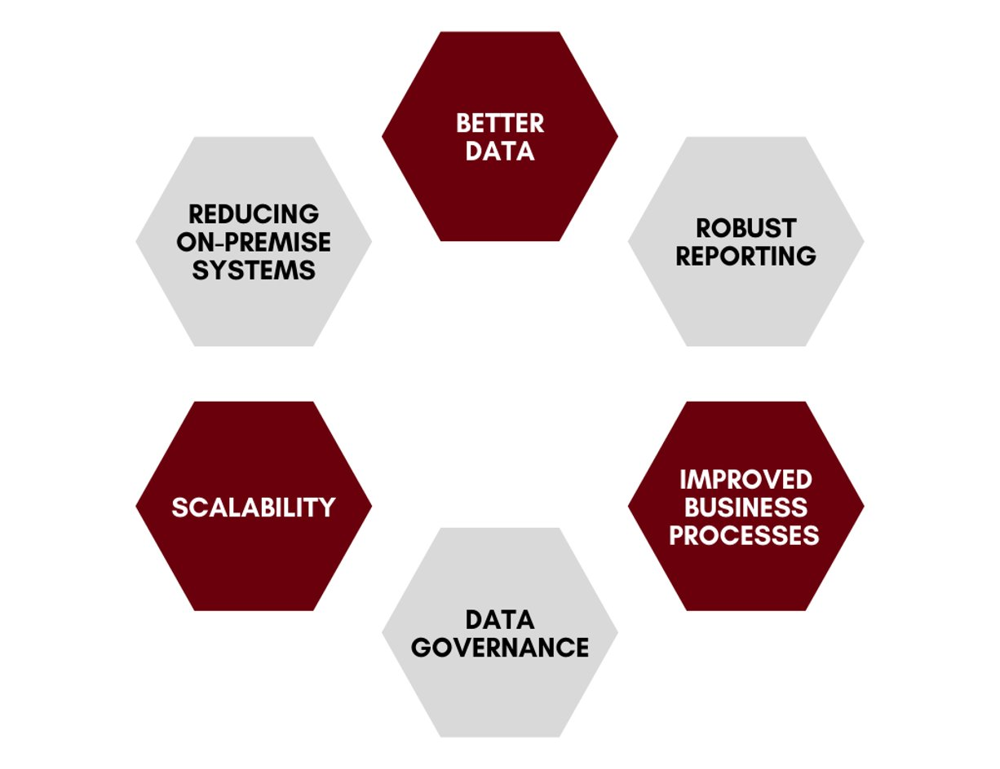 BETTER
DATA
REDUCING
ON-PREMISE
SYSTEMS
ROBUST
REPORTING
SCALABILITY
IMPROVED
BUSINESS
PROCESSES
DATA
GOVERNANCE